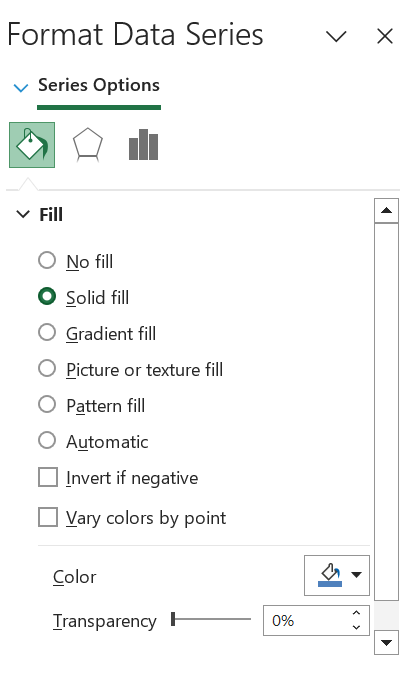 Format Data Series
Series Options
Fill
No fill
Solid fill
Gradient fill
Picture or texture fill
Pattern fill
Automatic
Invert if negative
Vary colors by point
Color
Transparency 0%